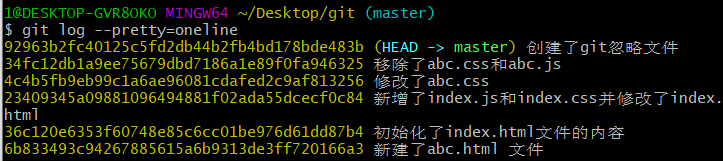 1@DESKTOP-GVR8OKO MINGW64 ~/Desktop/git (master)
$ git log --pretty=oneline
92963b2fc40125c5fd2db44b2fb4bd178bde483b (HEAD -> master) 创建了git忽略文件
34fc12db1a9ee75679dbd7186a1e89f0fa946325 移除了abc.css和abc.js
4c4b5fb9eb99c1a6ae96081cdafed2c9af813256 修改了abc.css
23409345a09881096494881f02ada55dcecf0c84 新增了index.js和index.css并修改了index.
html
36c120e6353f60748e85c6cc01be976d61dd87b4 初始化了index.html文件的内容
6b833493c94267885615a6b9313de3ff720166a3 新建了abc.html 文件